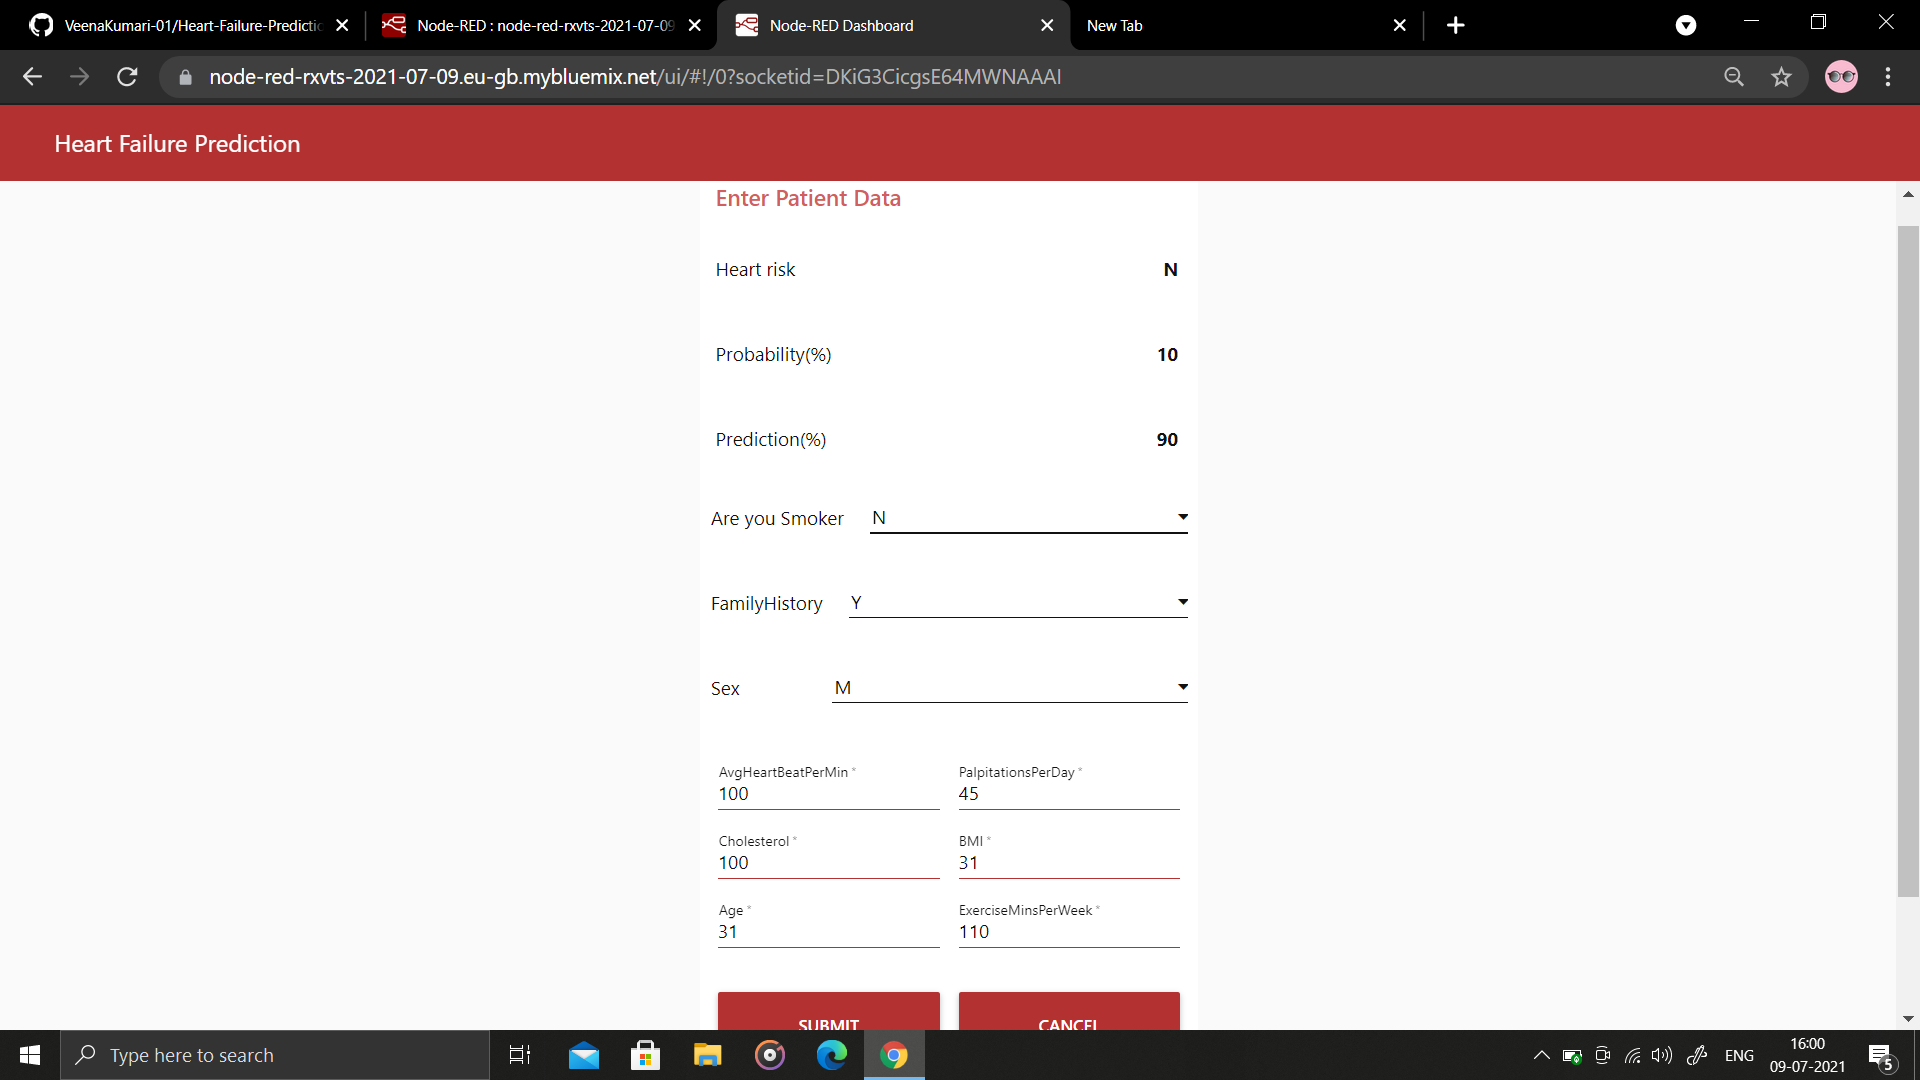 VeenaKumari-01/Heart-Failure-Predictic
Node-RED : node-red-rxvts-2021-07-09
Node-RED Dashboard
New Tab
node-red-rxvts-2021-07-09.eu-gb.mybluemix.net/ui/#!/0?socketid=DKiG3CicgsE64MWNAAAI
Heart Failure Prediction
Enter Patient Data
Heart risk N
Probability(%) 10
Prediction(%) 90
Are you Smoker N
FamilyHistory Y
Sex M
AvgHeartBeatPerMin * PalpitationsPerDay *
100 45
Cholesterol * BMI *
100 31
Age * ExerciseMinsPerWeek *
31 110
SUBMIT CANCEL
Type here to search
ENG
16:00
09-07-2021
5